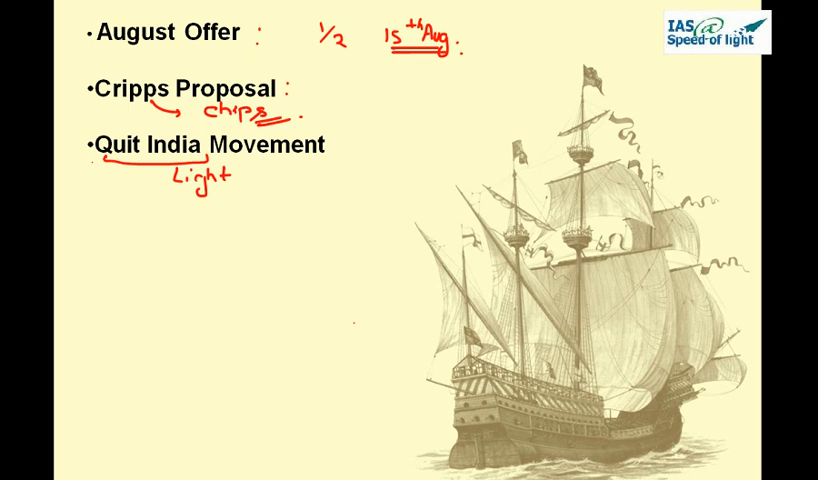 • August Offer : 1/2 15th Aug.
IAS@
Speed of light
• Cripps Proposal :
chips.
• Quit India Movement
Light